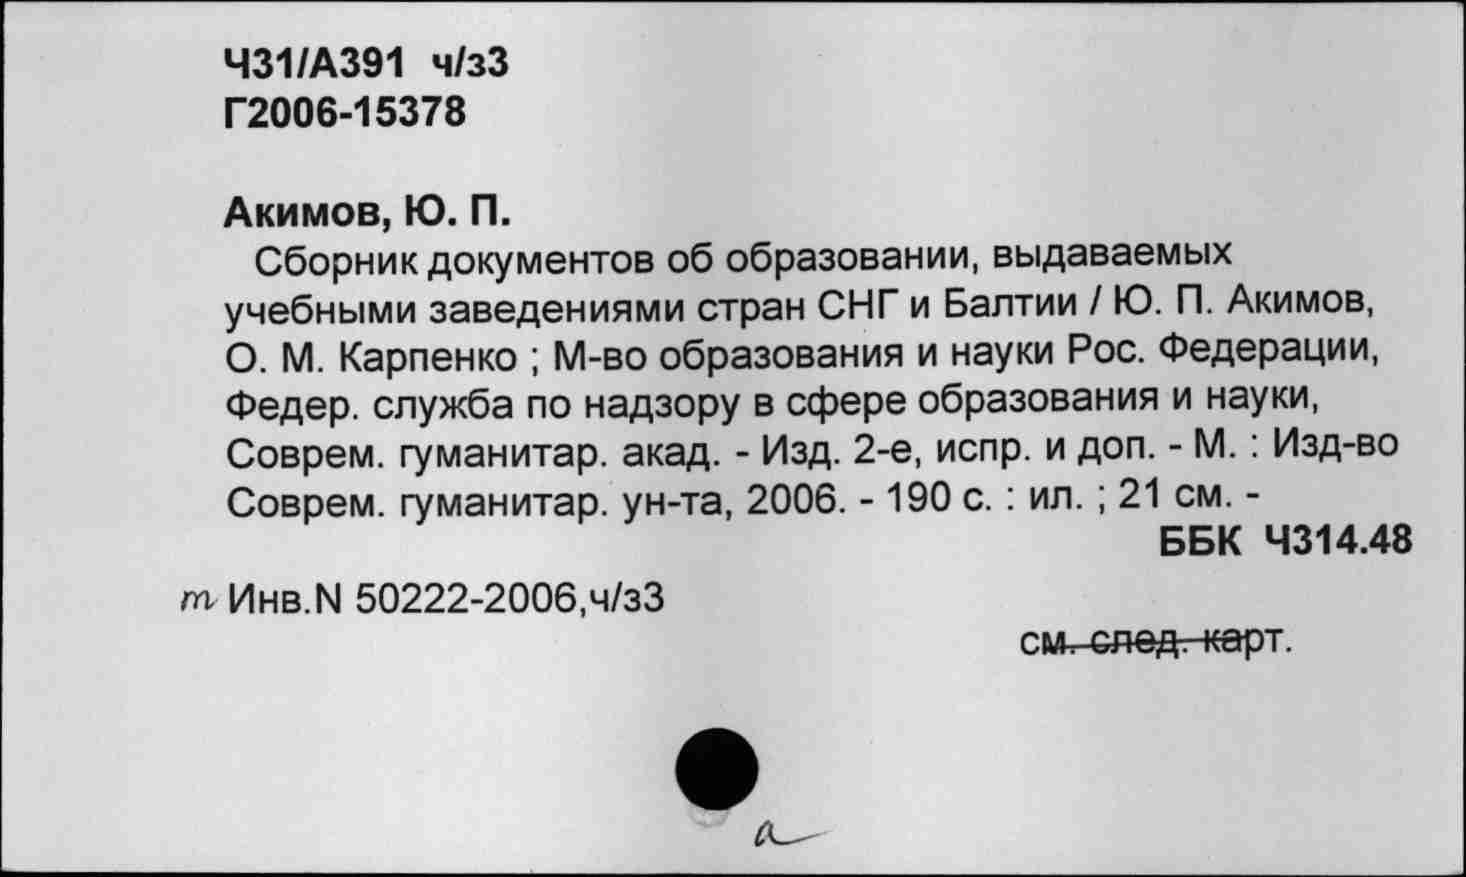 Ч31/А391 ч/з3
Г2006-15378
Акимов, Ю. П.
Сборник документов об образовании, выдаваемых
учебными заведениями стран СНГ и Балтии / Ю. П. Акимов,
О. М. Карпенко ; М-во образования и науки Рос. Федерации,
Федер. служба по надзору в сфере образования и науки,
Соврем. гуманитар. акад. - Изд. 2-е, испр. и доп. - М. : Изд-во
Соврем. гуманитар. ун-та, 2006. - 190 с. : ил. ; 21 см. -
ББК Ч314.48
т Инв.N 50222-2006,ч/з3
см. след. карт.
а